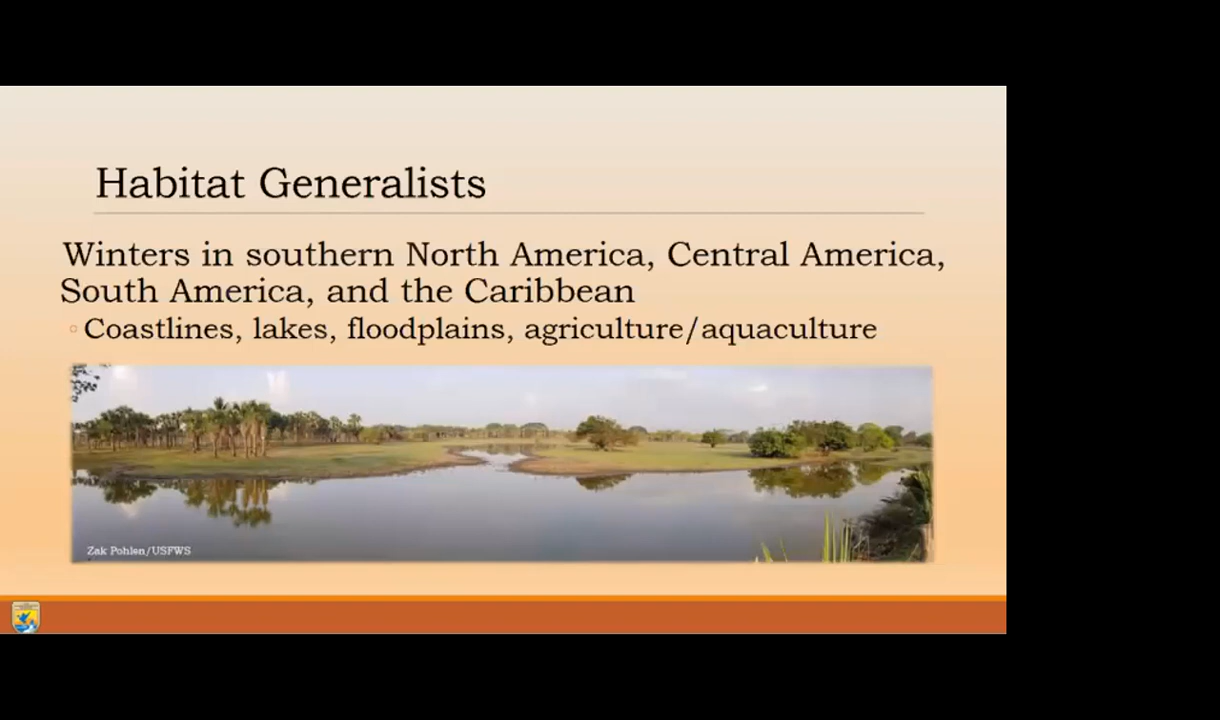 Habitat Generalists
Winters in southern North America, Central America,
South America, and the Caribbean
◦ Coastlines, lakes, floodplains, agriculture/aquaculture
Zak Pohlen/USFWS